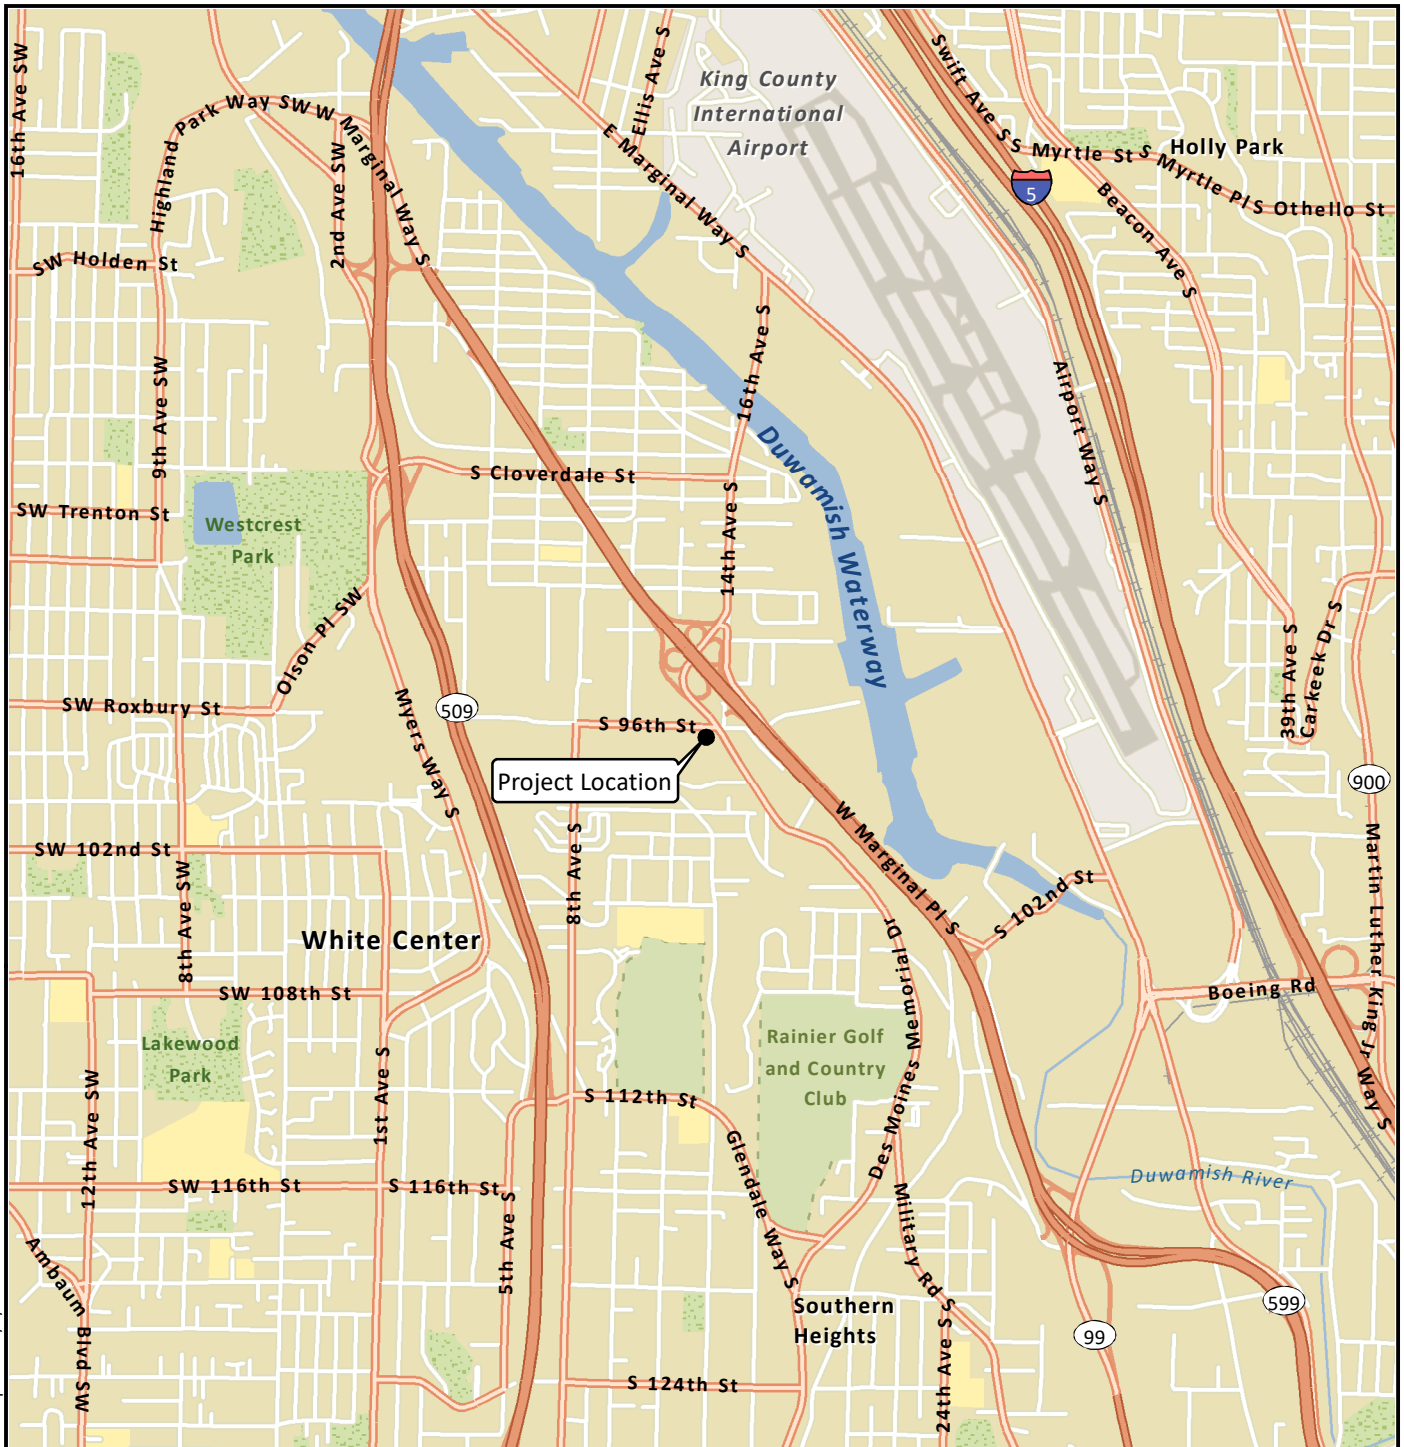 16th Ave SW
Highland Park Way SW
W Marginal Way S
2nd Ave SW
Ellis Ave S
E Marginal Way S
King County
International
Airport
Swift Ave S
S Myrtle St
S Myrtle Pl
S Othello St
Holly Park
5
Beacon Ave S
SW Holden St
9th Ave SW
16th Ave S
Airport Way S
Duwamish Waterway
S Cloverdale St
14th Ave S
SW Trenton St
Westcrest
Park
Olson Pl SW
SW Roxbury St
Myers Way S
509
S 96th St
Project Location
39th Ave S
Carkeek Dr S
900
Martin Luther King Jr Way S
SW 102nd St
8th Ave SW
8th Ave S
W Marginal Pl S
S 102nd St
White Center
SW 108th St
Des Moines Memorial Dr
Boeing Rd
Lakewood
Park
Rainier Golf
and Country
Club
1st Ave S
12th Ave SW
S 112th St
Glendale Way S
SW 116th St
S 116th St
5th Ave S
Military Rd S
Duwamish River
Ambaum Blvd SW
Southern
Heights
599
99
24th Ave S
S 124th St